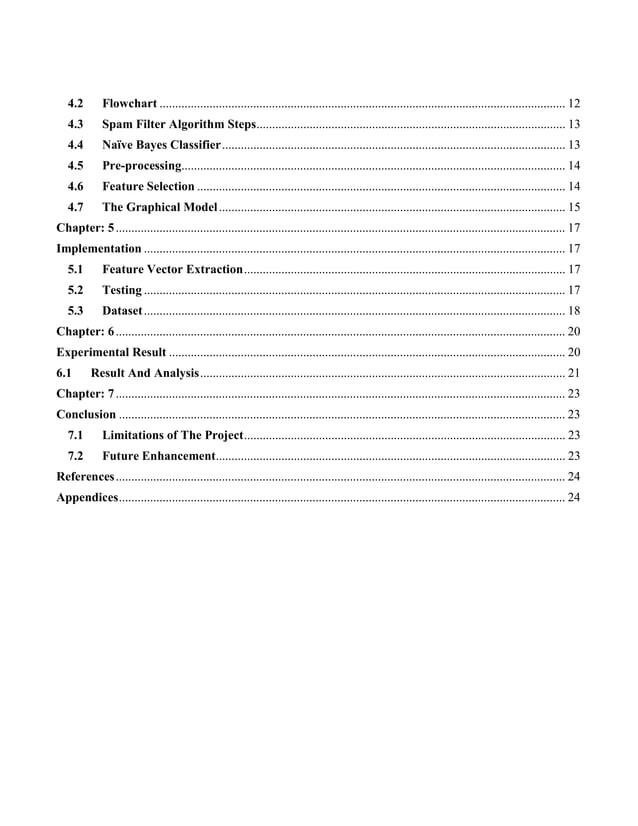 4.2 Flowchart ........ 12
4.3 Spam Filter Algorithm Steps ........ 13
4.4 Naïve Bayes Classifier ........ 13
4.5 Pre-processing ........ 14
4.6 Feature Selection ........ 14
4.7 The Graphical Model ........ 15
Chapter: 5 ........ 17
Implementation ........ 17
5.1 Feature Vector Extraction ........ 17
5.2 Testing ........ 17
5.3 Dataset ........ 18
Chapter: 6 ........ 20
Experimental Result ........ 20
6.1 Result And Analysis ........ 21
Chapter: 7 ........ 23
Conclusion ........ 23
7.1 Limitations of The Project ........ 23
7.2 Future Enhancement ........ 23
References ........ 24
Appendices ........ 24